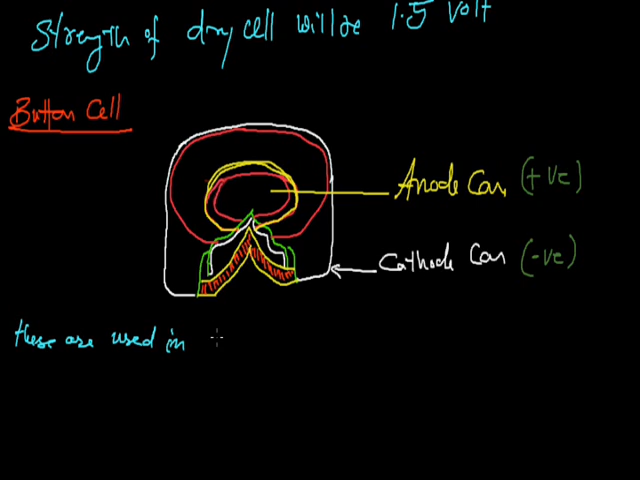 Strength of dry cell will be 1.5 Volt
Button Cell
Anode Can (+ve)
Cathode Can (-ve)
these are used in